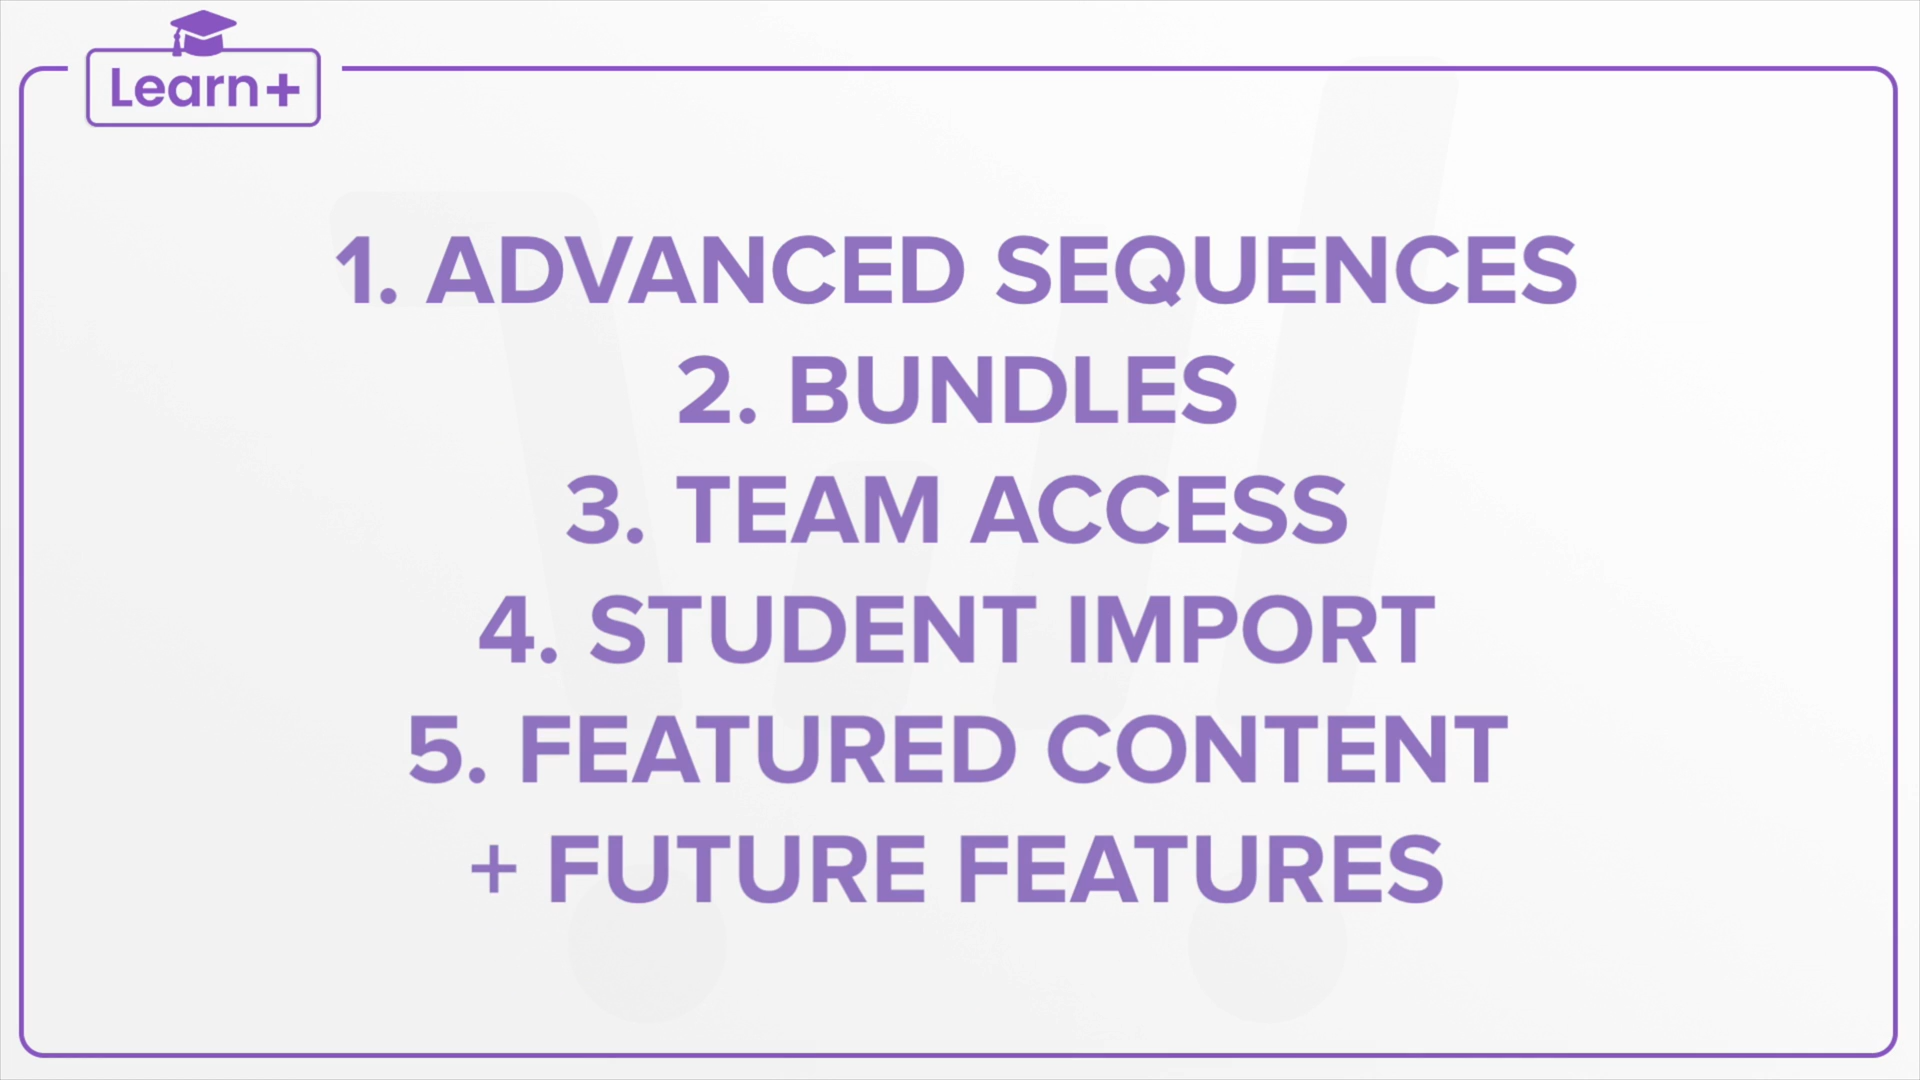 Learn+
1. ADVANCED SEQUENCES
2. BUNDLES
3. TEAM ACCESS
4. STUDENT IMPORT
5. FEATURED CONTENT
+ FUTURE FEATURES